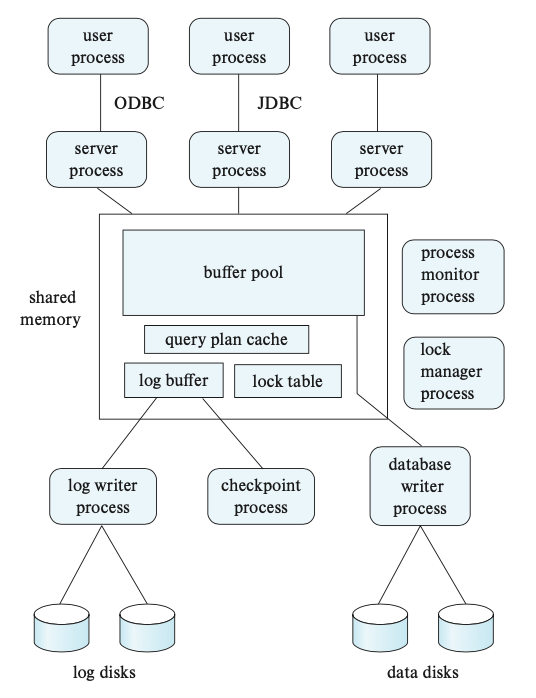 user
process
user
process
user
process
ODBC
JDBC
server
process
server
process
server
process
shared
memory
buffer pool
query plan cache
log buffer
lock table
process
monitor
process
lock
manager
process
log writer
process
checkpoint
process
database
writer
process
log disks
data disks